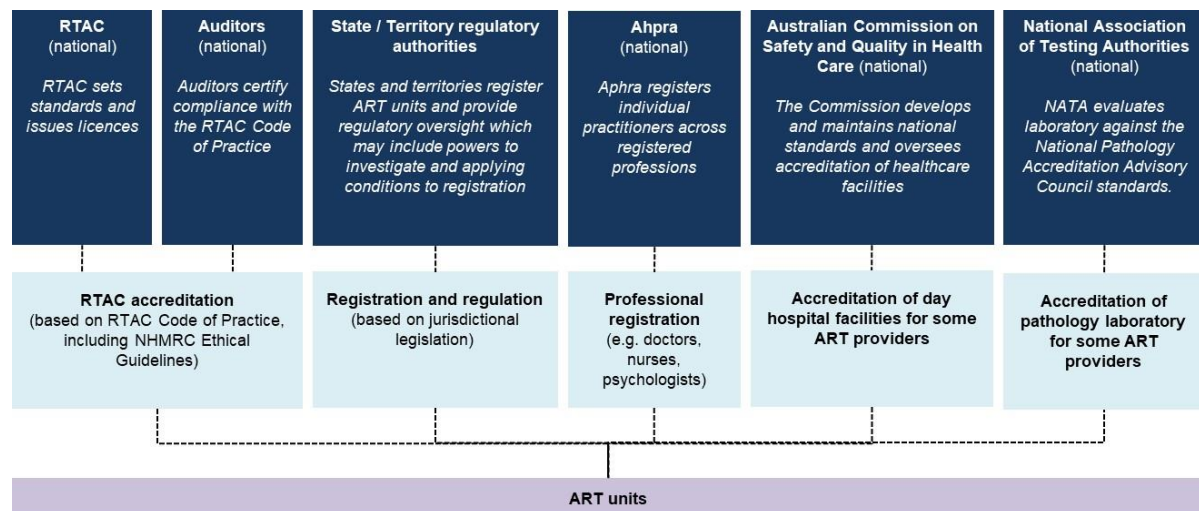 RTAC
(national)
RTAC sets
standards and
issues licences
Auditors
(national)
Auditors certify
compliance with
the RTAC Code
of Practice
State / Territory regulatory
authorities
States and territories register
ART units and provide
regulatory oversight which
may include powers to
investigate and applying
conditions to registration
Ahpra
(national)
Aphra registers
individual
practitioners across
registered
professions
Australian Commission on
Safety and Quality in Health
Care (national)
The Commission develops
and maintains national
standards and oversees
accreditation of healthcare
facilities
National Association
of Testing Authorities
(national)
NATA evaluates
laboratory against the
National Pathology
Accreditation Advisory
Council standards.
RTAC accreditation
(based on RTAC Code of Practice,
including NHMRC Ethical
Guidelines)
Registration and regulation
(based on jurisdictional
legislation)
Professional
registration
(e.g. doctors,
nurses,
psychologists)
Accreditation of day
hospital facilities for some
ART providers
Accreditation of
pathology laboratory
for some ART
providers
ART units